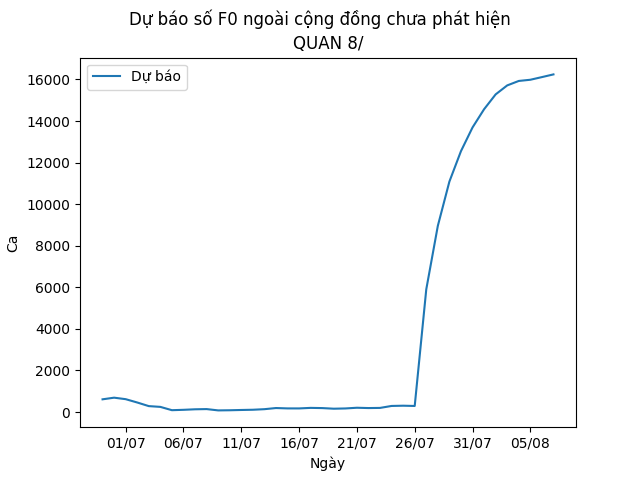 Dự báo số F0 ngoài cộng đồng chưa phát hiện
QUAN 8/
Dự báo
Ca
16000
14000
12000
10000
8000
6000
4000
2000
0
01/07 06/07 11/07 16/07 21/07 26/07 31/07 05/08
Ngày